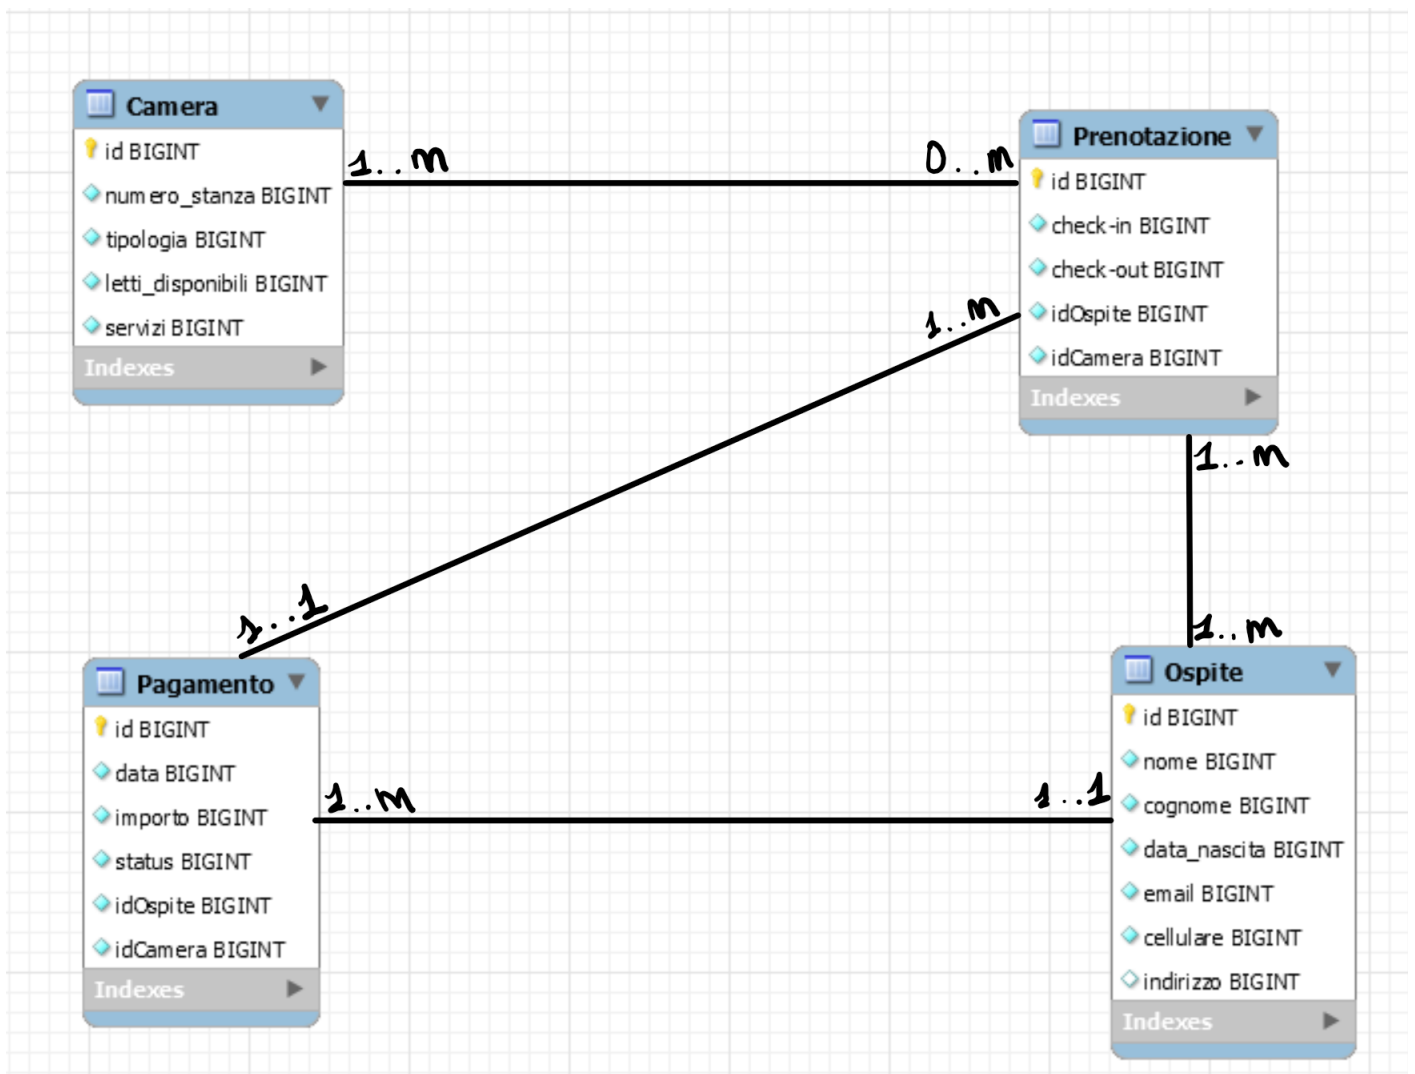 Camera
id BIGINT
numero_stanza BIGINT
tipologia BIGINT
letti_disponibili BIGINT
servizi BIGINT
Indexes
1..m
0..m
Prenotazione
id BIGINT
check-in BIGINT
check-out BIGINT
idOspite BIGINT
idCamera BIGINT
Indexes
1..m
1..m
1..1
1..m
Pagamento
id BIGINT
data BIGINT
importo BIGINT
status BIGINT
idOspite BIGINT
idCamera BIGINT
Indexes
1..m
1..1
Ospite
id BIGINT
nome BIGINT
cognome BIGINT
data_nascita BIGINT
email BIGINT
cellulare BIGINT
indirizzo BIGINT
Indexes